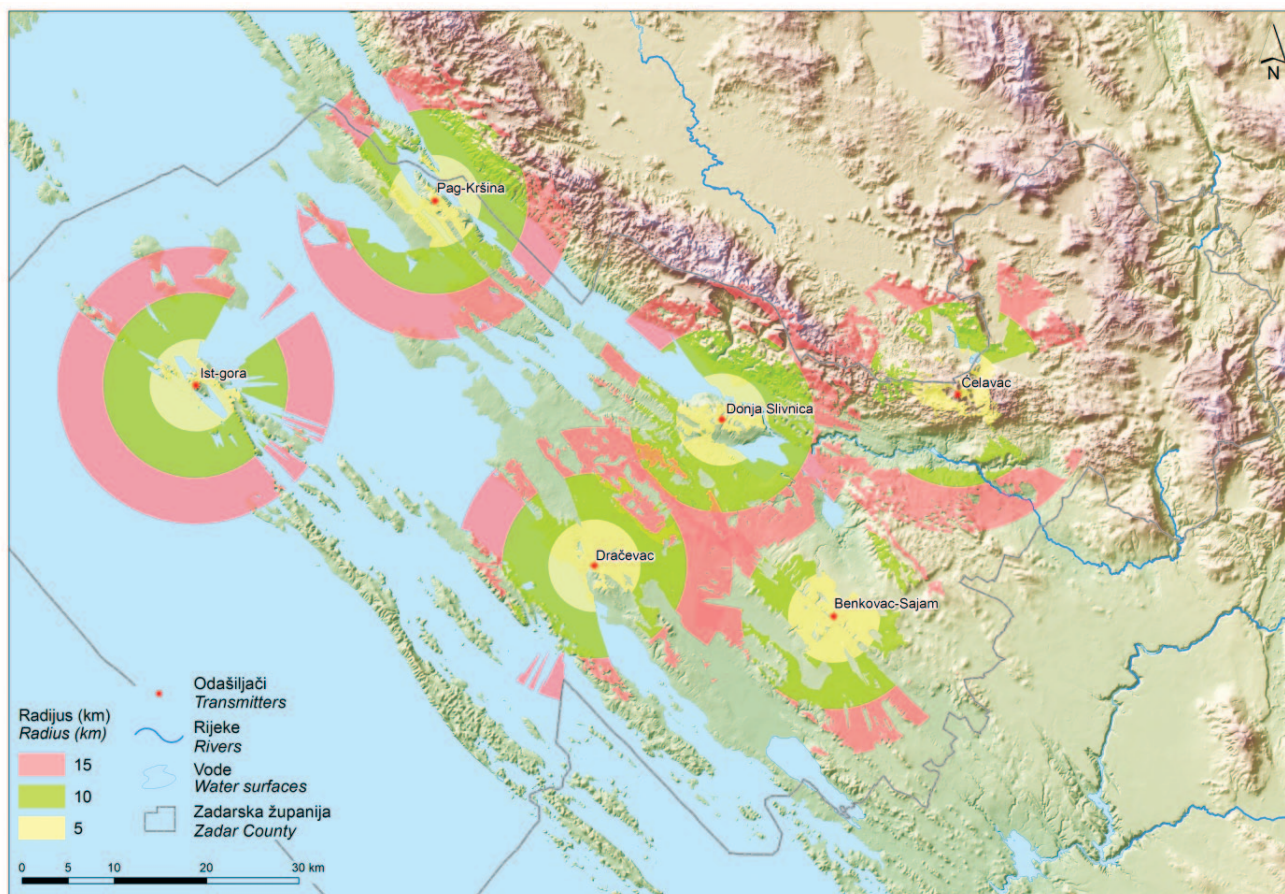 N
Pag-Kršina
Ist-gora
Čelavac
Donja Slivnica
Dračevac
Benkovac-Sajam
Odašiljači
Transmitters
Rijeke
Rivers
Vode
Water surfaces
Zadarska županija
Zadar County
Radijus (km)
Radius (km)
15
10
5
0 5 10 20 30 km